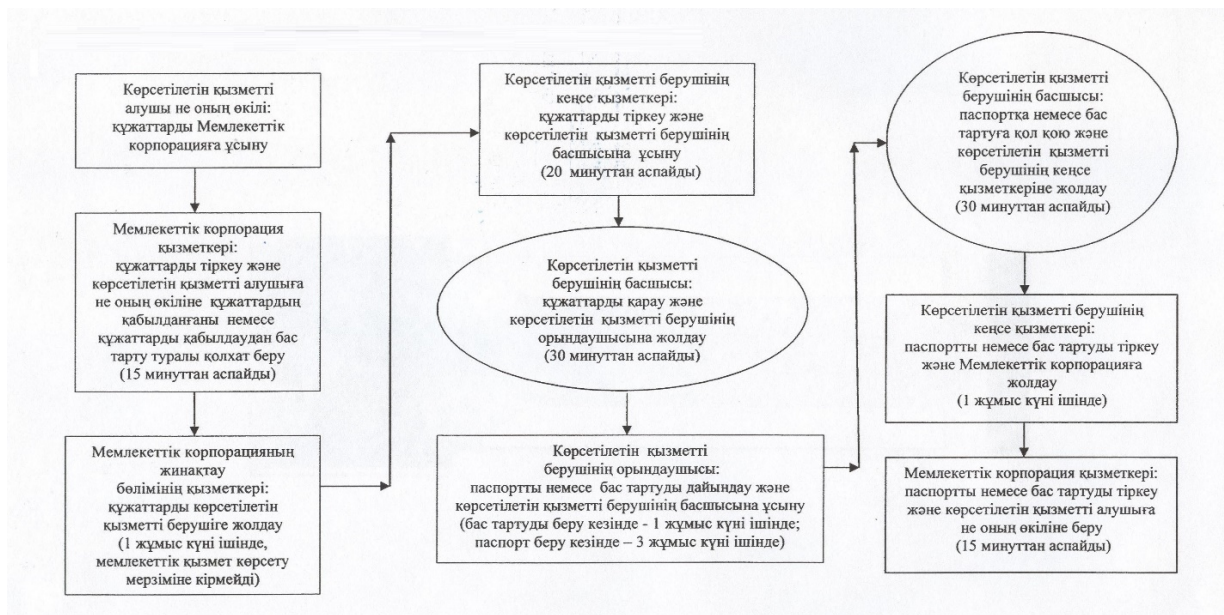 Көрсетілетін қызметті
алушы не оның өкілі:
құжаттарды Мемлекеттік
корпорацияға ұсыну
Мемлекеттік корпорация
қызметкері:
құжаттарды тіркеу және
көрсетілетін қызметті алушыға
не оның өкіліне құжаттардың
қабылданғаны немесе
құжаттарды қабылдаудан бас
тарту туралы қолхат беру
(15 минуттан аспайды)
Мемлекеттік корпорацияның
жинақтау
бөлімінің қызметкері:
құжаттарды көрсетілетін
қызметті берушіге жолдау
(1 жұмыс күні ішінде,
мемлекеттік қызмет көрсету
мерзіміне кірмейді)
Көрсетілетін қызметті берушінің
кеңсе қызметкері:
құжаттарды тіркеу және
көрсетілетін қызметті берушінің
басшысына ұсыну
(20 минуттан аспайды)
Көрсетілетін қызметті
берушінің басшысы:
құжаттарды қарау және
көрсетілетін қызметті берушінің
орындаушысына жолдау
(30 минуттан аспайды)
Көрсетілетін қызметті
берушінің орындаушысы:
паспортты немесе бас тартуды дайындау және
көрсетілетін қызметті берушінің басшысына ұсыну
(бас тартуды беру кезінде - 1 жұмыс күні ішінде;
паспорт беру кезінде – 3 жұмыс күні ішінде)
Көрсетілетін қызметті
берушінің басшысы:
паспортқа немесе бас
тартуға қол қою және
көрсетілетін қызметті
берушінің кеңсе
қызметкеріне жолдау
(30 минуттан аспайды)
Көрсетілетін қызметті берушінің
кеңсе қызметкері:
паспортты немесе бас тартуды тіркеу
және Мемлекеттік корпорацияға
жолдау
(1 жұмыс күні ішінде)
Мемлекеттік корпорация қызметкері:
паспортты немесе бас тартуды тіркеу
және көрсетілетін қызметті алушыға
не оның өкіліне беру
(15 минуттан аспайды)